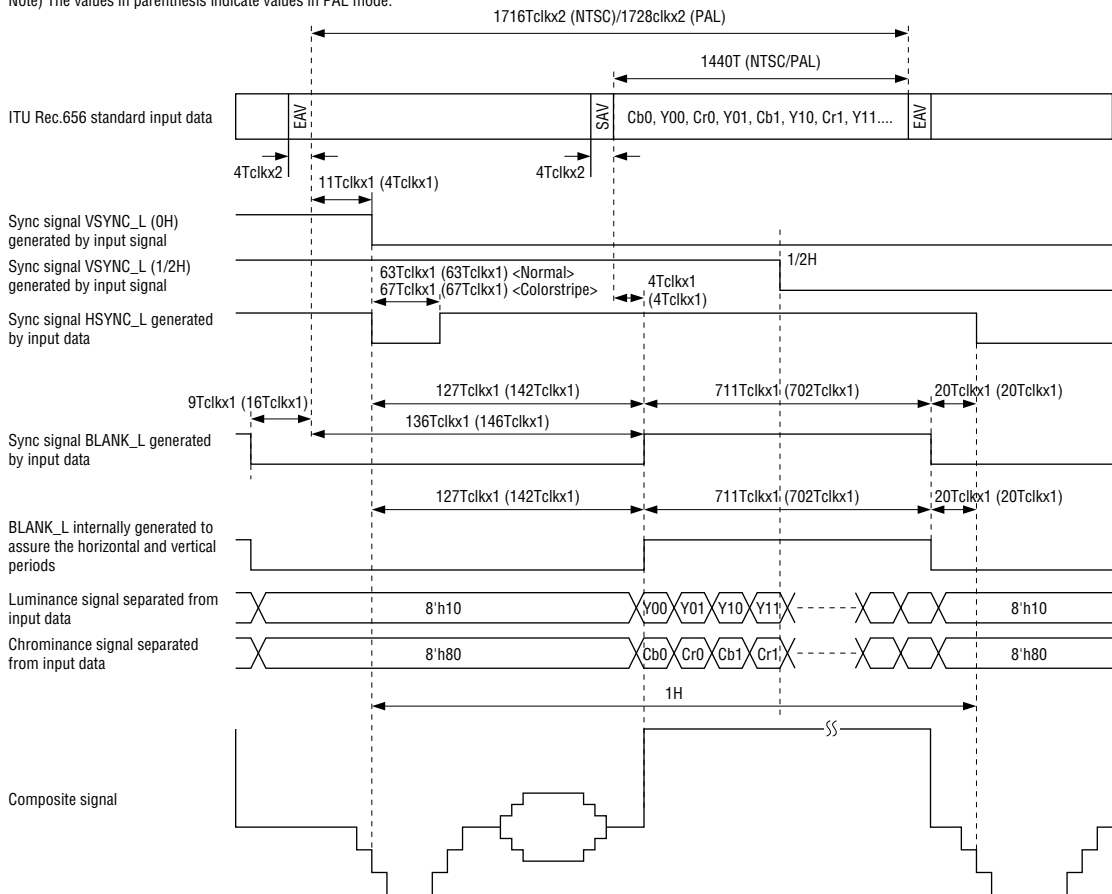 Note) The values in parenthesis indicate values in PAL mode.
1716Tclkx2 (NTSC)/1728clkx2 (PAL)
1440T (NTSC/PAL)
ITU Rec.656 standard input data
EAV
SAV
Cb0, Y00, Cr0, Y01, Cb1, Y10, Cr1, Y11....
EAV
4Tclkx2
4Tclkx2
11Tclkx1 (4Tclkx1)
Sync signal VSYNC_L (0H)
generated by input signal
Sync signal VSYNC_L (1/2H)
generated by input signal
1/2H
63Tclkx1 (63Tclkx1) <Normal>
67Tclkx1 (67Tclkx1) <Colorstripe>
4Tclkx1
(4Tclkx1)
Sync signal HSYNC_L generated
by input data
9Tclkx1 (16Tclkx1)
127Tclkx1 (142Tclkx1)
711Tclkx1 (702Tclkx1)
20Tclkx1 (20Tclkx1)
136Tclkx1 (146Tclkx1)
Sync signal BLANK_L generated
by input data
127Tclkx1 (142Tclkx1)
711Tclkx1 (702Tclkx1)
20Tclkx1 (20Tclkx1)
BLANK_L internally generated to
assure the horizontal and vertical
periods
Luminance signal separated from
input data
8'h10
Y00
Y01
Y10
Y11
8'h10
Chrominance signal separated
from input data
8'h80
Cb0
Cr0
Cb1
Cr1
8'h80
1H
Composite signal